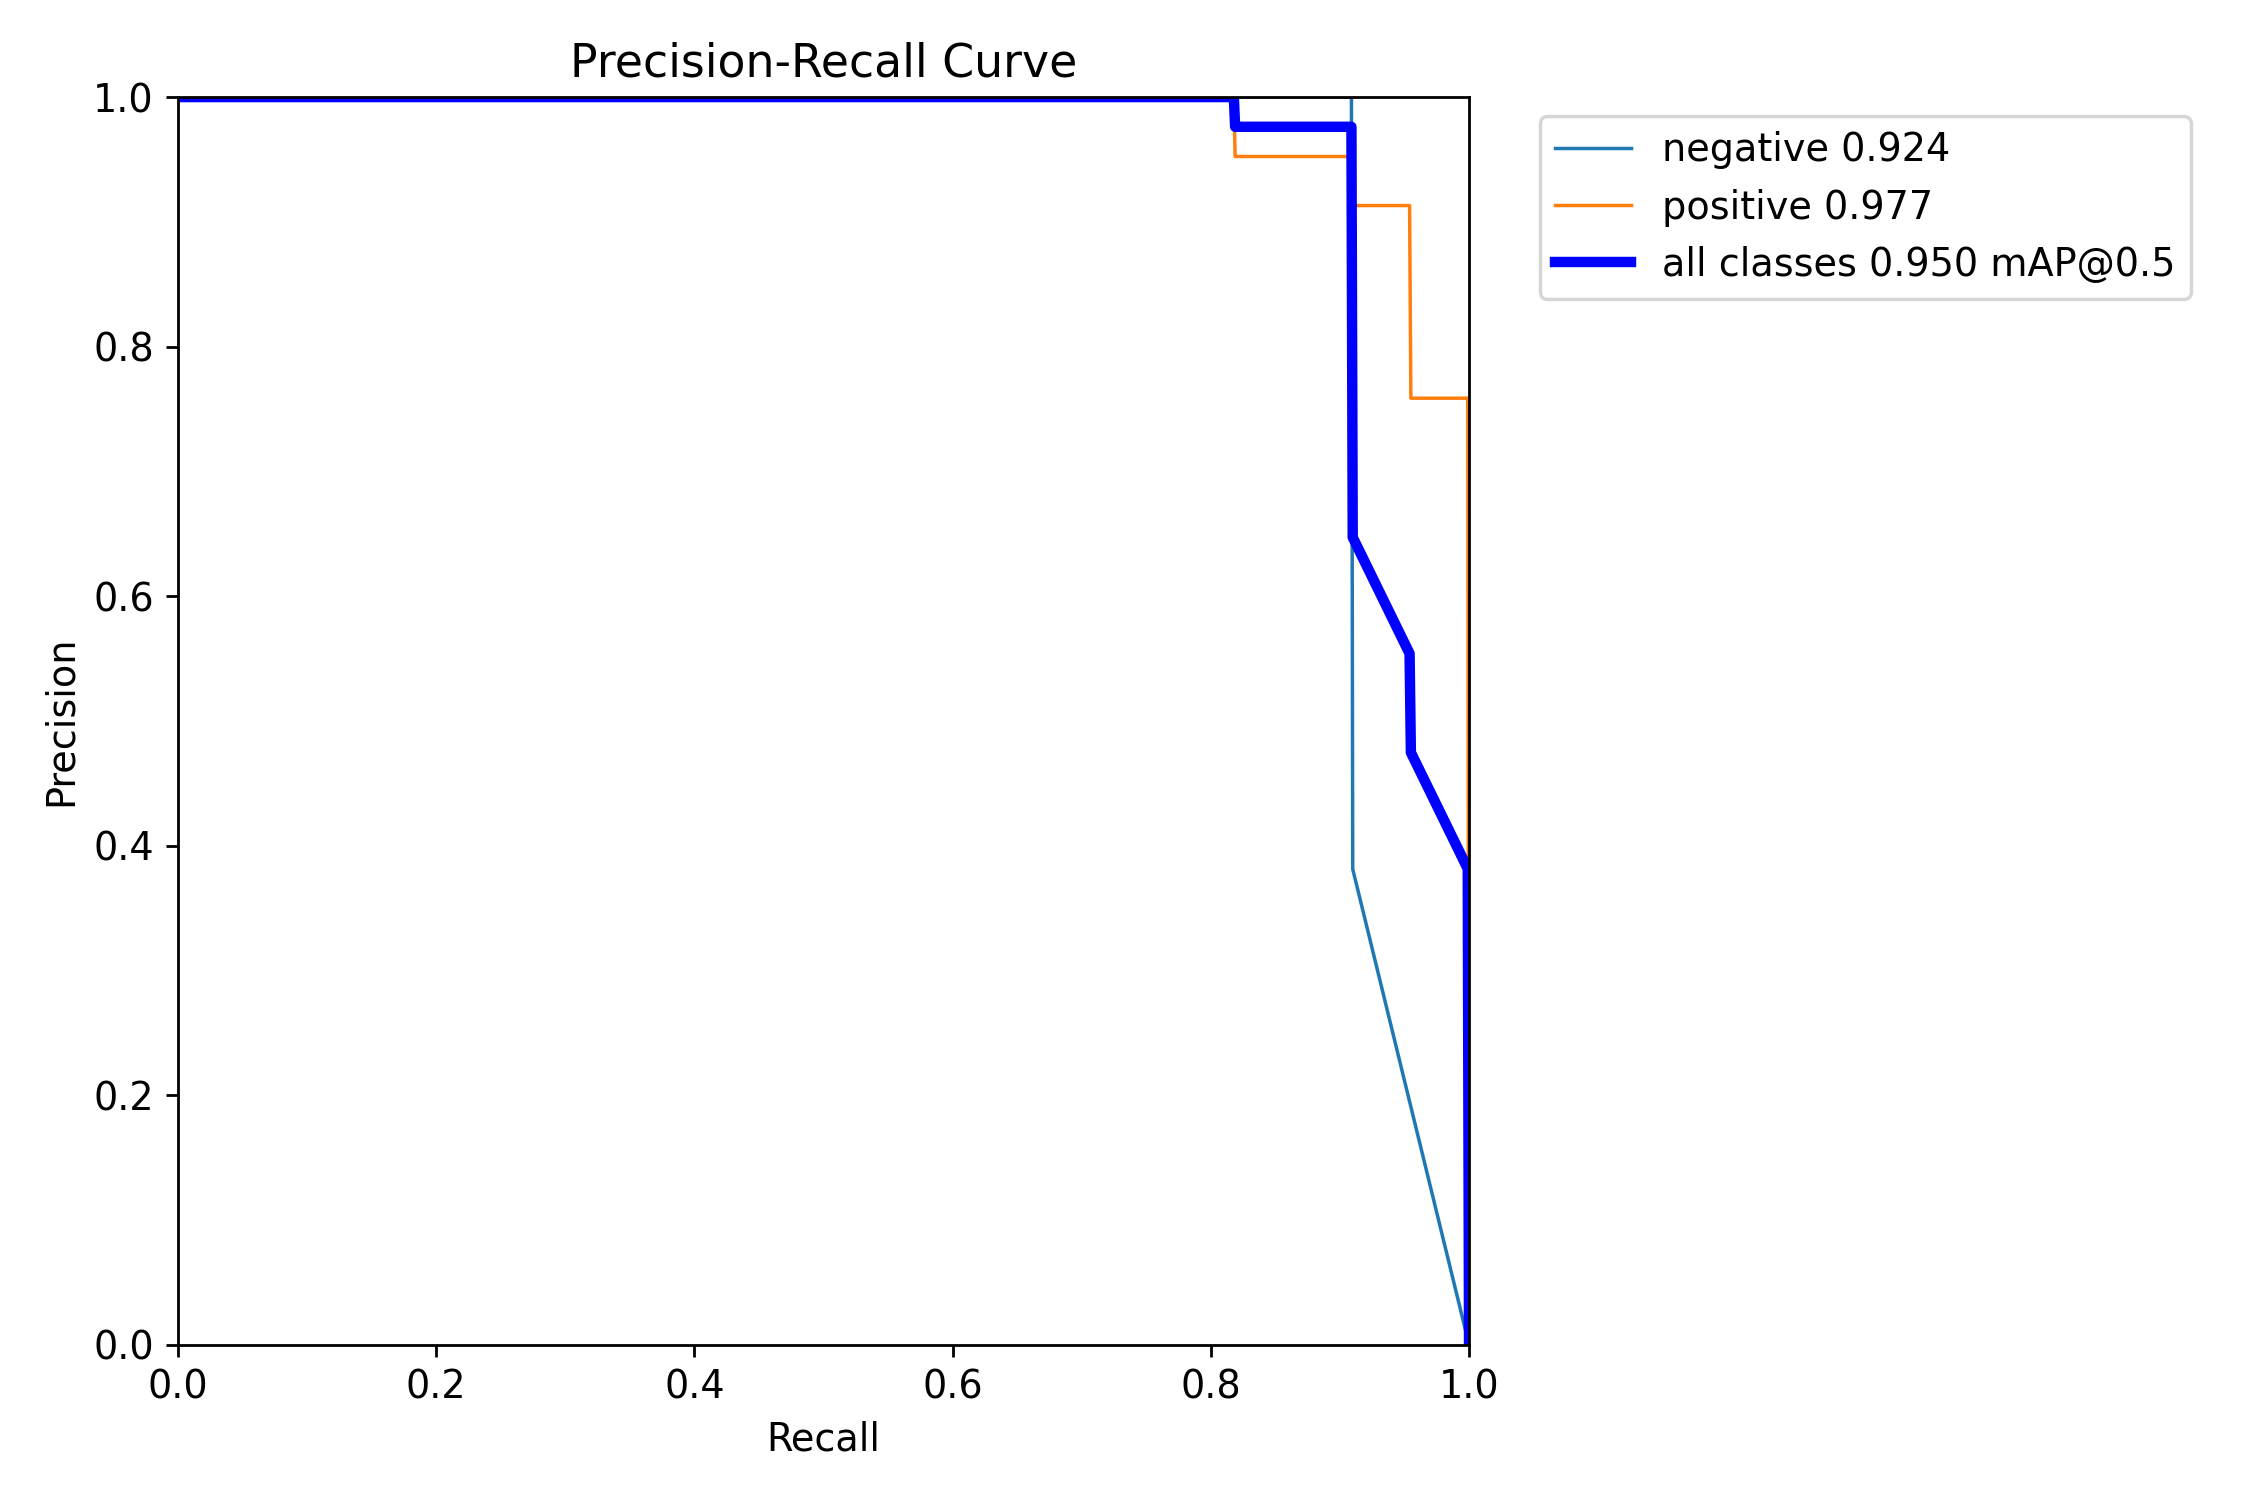 Precision-Recall Curve
1.0
0.8
0.6
0.4
0.2
0.0
Precision
0.0 0.2 0.4 0.6 0.8 1.0
Recall
negative 0.924
positive 0.977
all classes 0.950 mAP@0.5